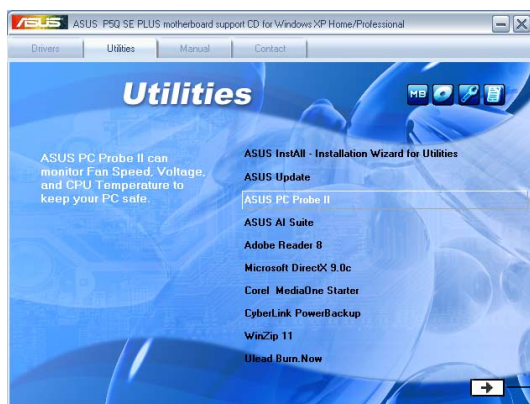 ASUS
ASUS P5Q SE PLUS motherboard support CD for Windows XP Home/Professional
Drivers
Utilities
Manual
Contact
Utilities
MB
ASUS PC Probe II can
monitor Fan Speed, Voltage,
and CPU Temperature to
keep your PC safe.
ASUS InstAll - Installation Wizard for Utilities
ASUS Update
ASUS PC Probe II
ASUS AI Suite
Adobe Reader 8
Microsoft DirectX 9.0c
Corel MediaOne Starter
CyberLink PowerBackup
WinZip 11
Ulead Burn.Now